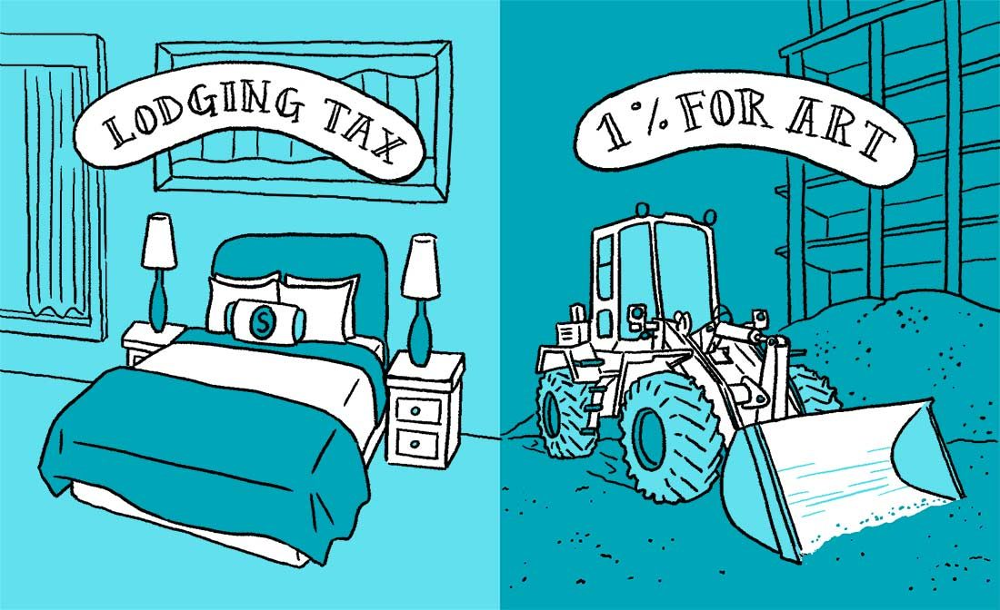 LODGING TAX
S
1% FOR ART